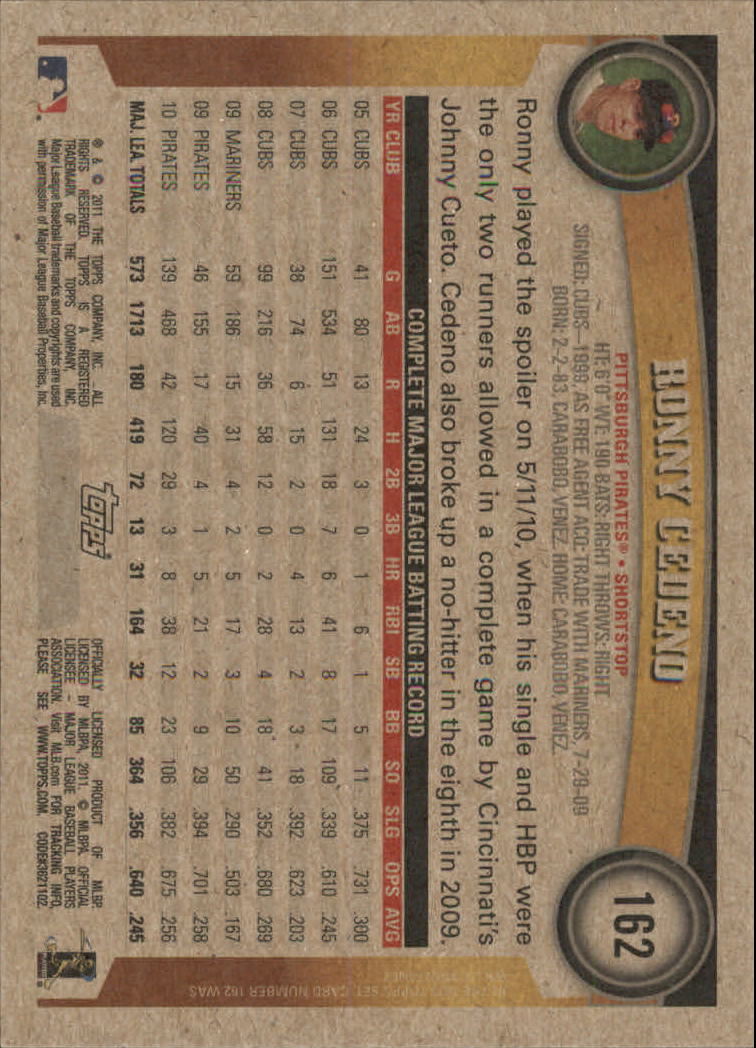 162
RONNY CEDENO
PITTSBURGH PIRATES® • SHORTSTOP
HT: 6'0" WT: 190 BATS: RIGHT THROWS: RIGHT
SIGNED: CUBS - 1999, AS FREE AGENT ACQ: TRADE WITH MARINERS, 7-29-09
BORN: 2-2-83, CARABOBO, VENEZ. HOME: CARABOBO, VENEZ.
Ronny played the spoiler on 5/11/10, when his single and HBP were
the only two runners allowed in a complete game by Cincinnati's
Johnny Cueto. Cedeno also broke up a no-hitter in the eighth in 2009.
COMPLETE MAJOR LEAGUE BATTING RECORD
YR CLUB G AB R H 2B 3B HR RBI SB BB SO SLG OPS AVG
05 CUBS 41 80 13 24 3 0 1 6 1 5 11 .375 .731 .300
06 CUBS 151 534 51 131 18 7 6 41 8 17 109 .339 .610 .245
07 CUBS 38 74 6 15 2 0 4 13 2 3 18 .392 .623 .203
08 CUBS 99 216 36 58 12 0 2 28 4 18 41 .352 .680 .269
09 MARINERS 59 186 15 31 4 2 5 17 3 10 50 .290 .503 .167
09 PIRATES 46 155 17 40 4 1 5 21 2 9 29 .394 .701 .258
10 PIRATES 139 468 42 120 29 3 8 38 12 23 106 .382 .675 .256
MAJ. LEA. TOTALS 573 1713 180 419 72 13 31 164 32 85 364 .356 .640 .245
® & © 2011 THE TOPPS COMPANY, INC. ALL
RIGHTS RESERVED. TOPPS IS A REGISTERED
TRADEMARK OF THE TOPPS COMPANY, INC.
Major League Baseball trademarks and copyrights are used
with permission of Major League Baseball Properties, Inc.
topps
OFFICIALLY LICENSED PRODUCT OF MLBP
LICENSED BY MLBPA, 2011. © MLBPA, OFFICIAL
LICENSEE - MAJOR LEAGUE BASEBALL PLAYERS
ASSOCIATION. Visit MLB.com FOR TRACKING INFO,
PLEASE SEE WWW.TOPPS.COM. CODE#3621102.
SET, CARD NUMBER 162 WAS